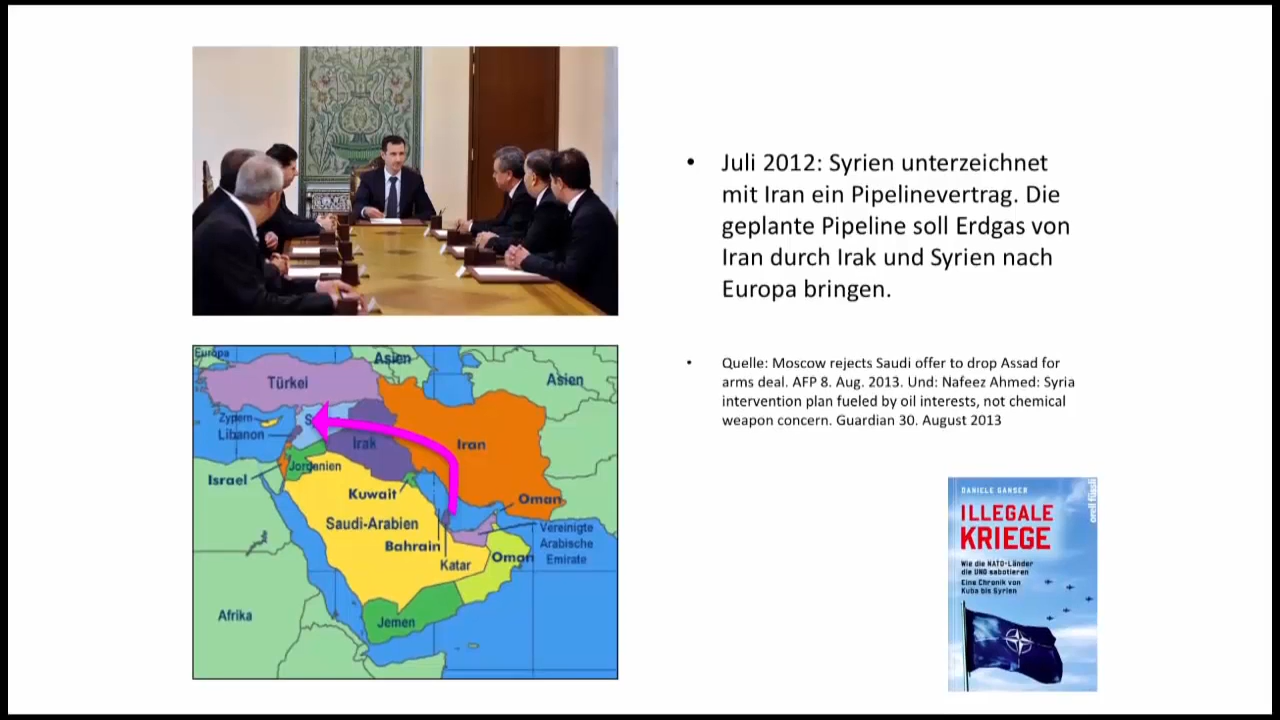 • Juli 2012: Syrien unterzeichnet
mit Iran ein Pipelinevertrag. Die
geplante Pipeline soll Erdgas von
Iran durch Irak und Syrien nach
Europa bringen.
• Quelle: Moscow rejects Saudi offer to drop Assad for
arms deal. AFP 8. Aug. 2013. Und: Nafeez Ahmed: Syria
intervention plan fueled by oil interests, not chemical
weapon concern. Guardian 30. August 2013
Europa
Asien
Türkei
Asien
Zypern
S
Libanon
Irak
Iran
Jordanien
Israel
Kuwait
Oman
Saudi-Arabien
Vereinigte
Arabische
Emirate
Bahrain
Oman
Katar
Afrika
Jemen
DANIELE GANSER
orell füssli
ILLEGALE
KRIEGE
Wie die NATO-Länder
die UNO sabotieren
Eine Chronik von
Kuba bis Syrien